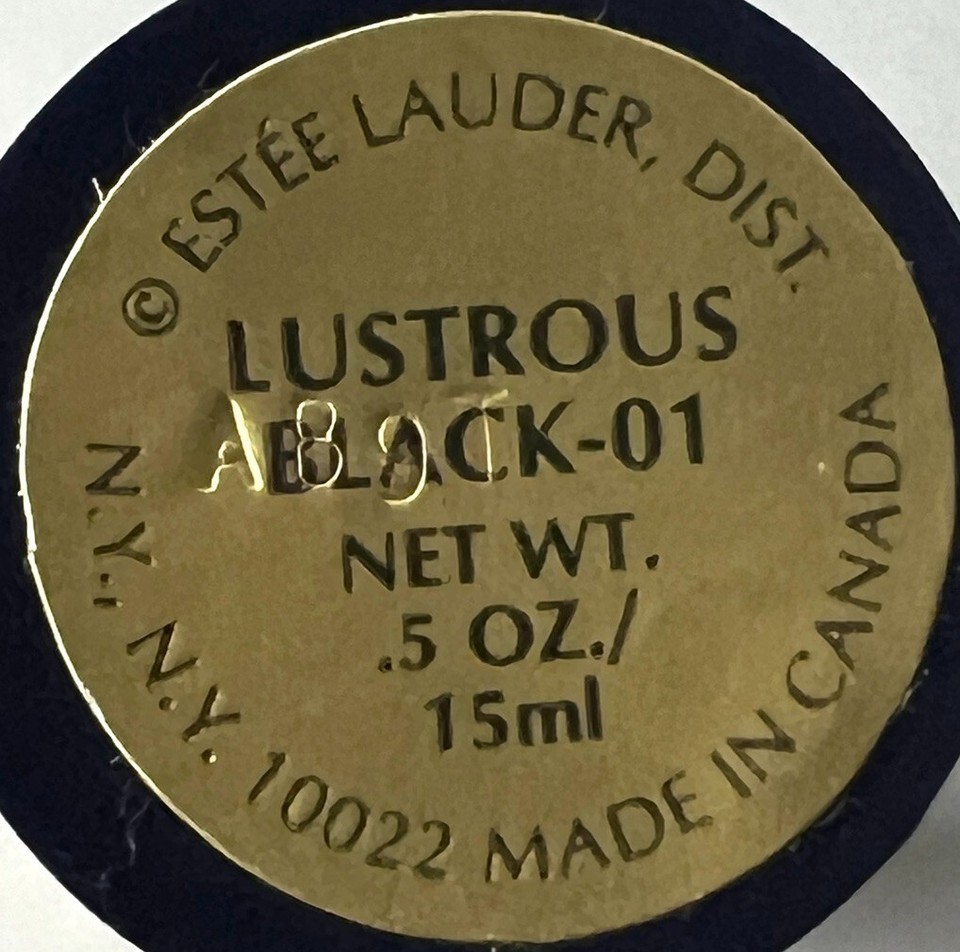 © ESTÉE LAUDER, DIST.
LUSTROUS
BLACK-01
NET WT.
.5 OZ./
15ml
N.Y., N.Y. 10022 MADE IN CANADA